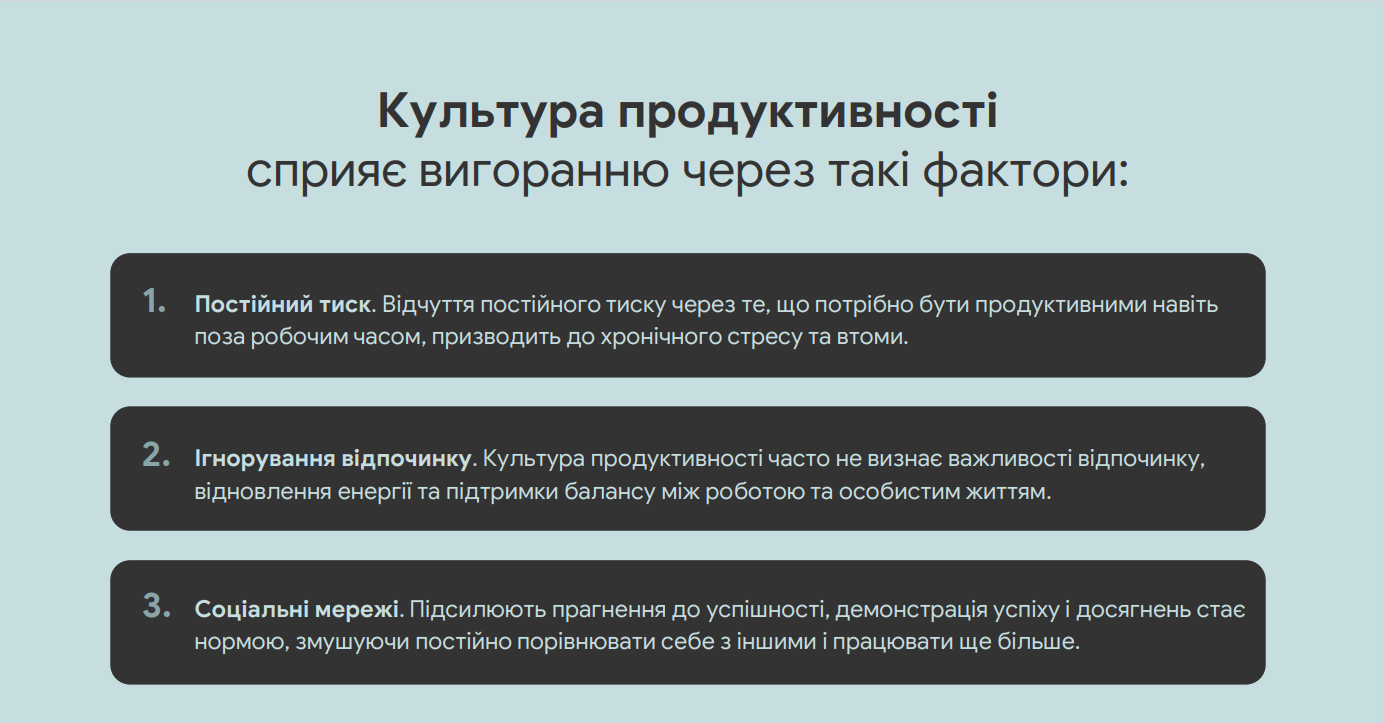 Культура продуктивності
сприяє вигоранню через такі фактори:
1. Постійний тиск. Відчуття постійного тиску через те, що потрібно бути продуктивними навіть
поза робочим часом, призводить до хронічного стресу та втоми.
2. Ігнорування відпочинку. Культура продуктивності часто не визнає важливості відпочинку,
відновлення енергії та підтримки балансу між роботою та особистим життям.
3. Соціальні мережі. Підсилюють прагнення до успішності, демонстрація успіху і досягнень стає
нормою, змушуючи постійно порівнювати себе з іншими і працювати ще більше.